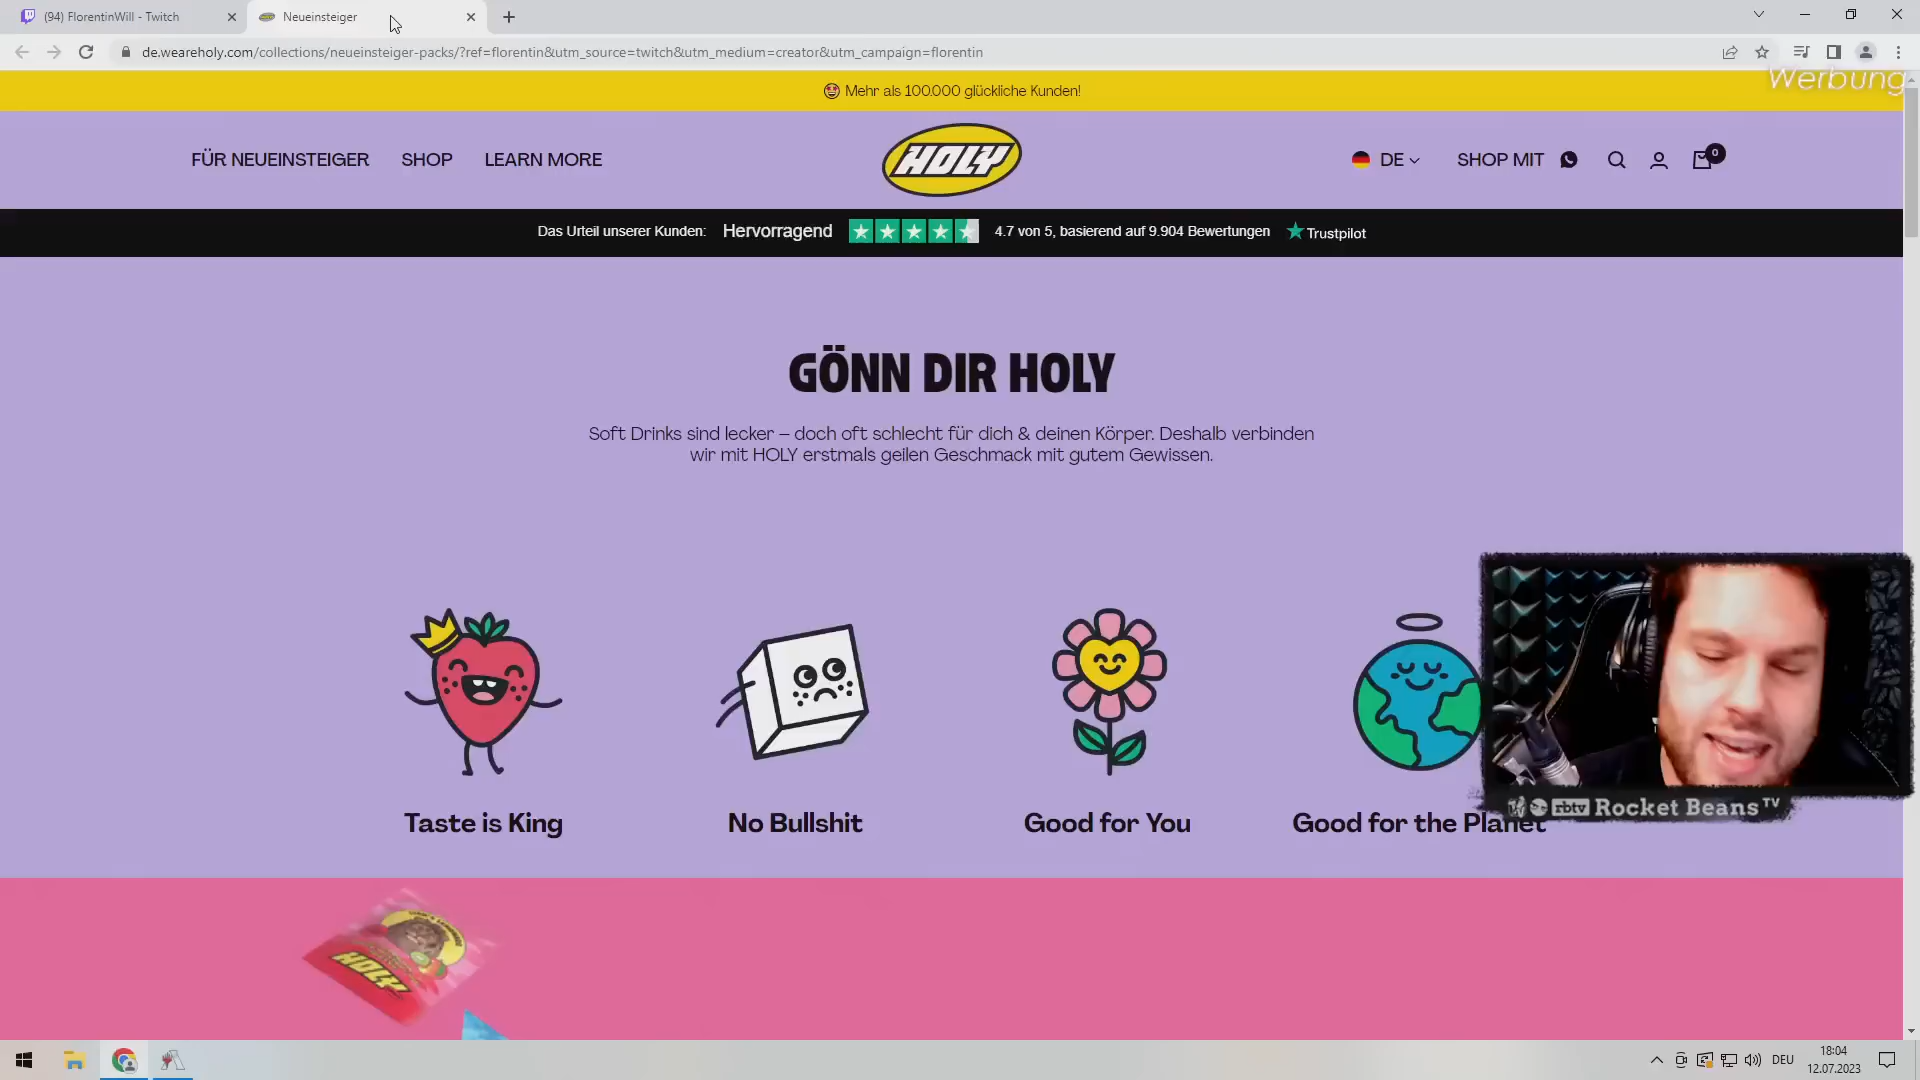 (94) FlorentinWill - Twitch
Neueinsteiger
de.weareholy.com/collections/neueinsteiger-packs/?ref=florentin&utm_source=twitch&utm_medium=creator&utm_campaign=florentin
Werbung
Mehr als 100.000 glückliche Kunden!
FÜR NEUEINSTEIGER
SHOP
LEARN MORE
HOLY
DE
SHOP MIT
0
Das Urteil unserer Kunden:
Hervorragend
4.7 von 5, basierend auf 9.904 Bewertungen
Trustpilot
GÖNN DIR HOLY
Soft Drinks sind lecker – doch oft schlecht für dich & deinen Körper. Deshalb verbinden
wir mit HOLY erstmals geilen Geschmack mit gutem Gewissen.
Taste is King
No Bullshit
Good for You
Good for the Planet
rbtv Rocket Beans TV
HOLY
DEU
18:04
12.07.2023